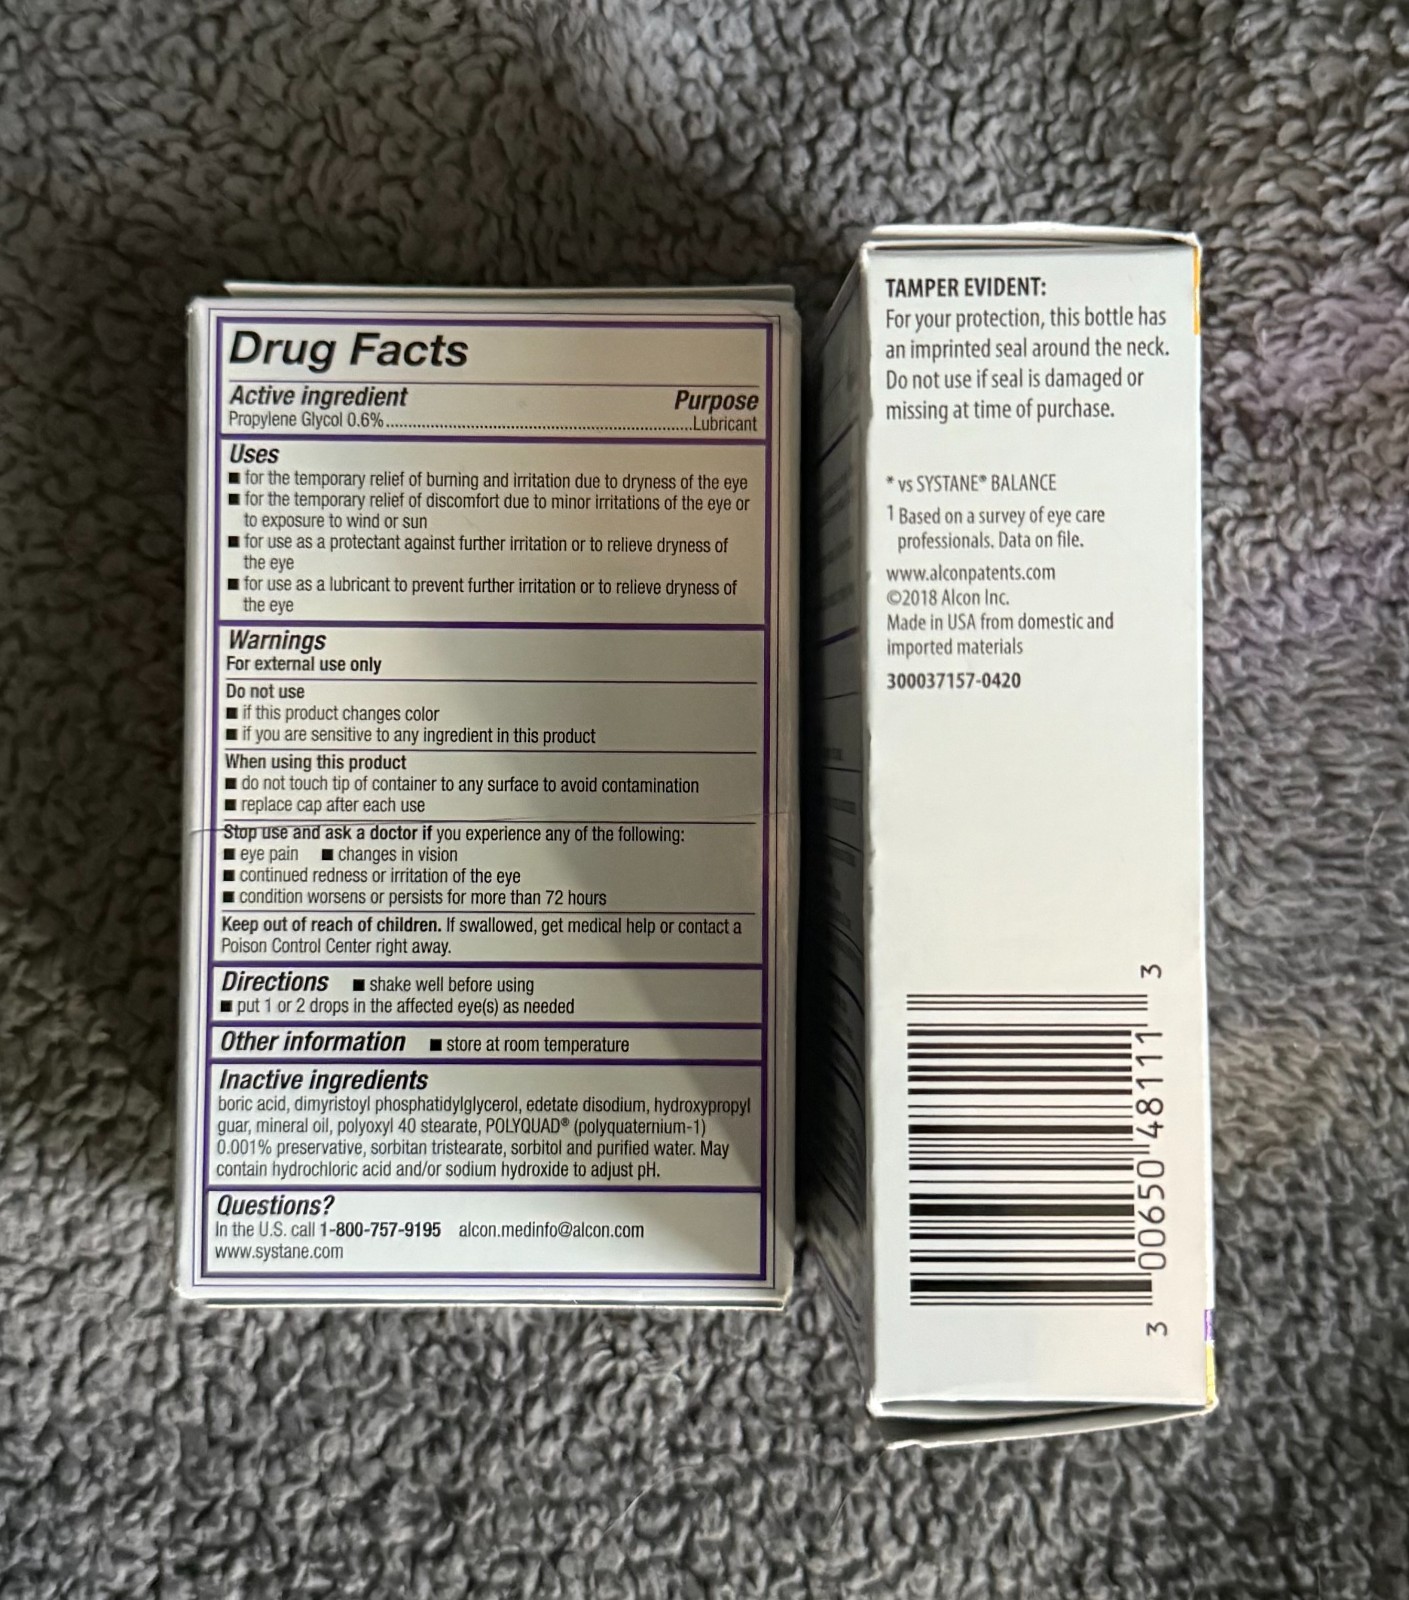 Drug Facts
Active ingredient Purpose
Propylene Glycol 0.6%..........................................................................Lubricant
Uses
■ for the temporary relief of burning and irritation due to dryness of the eye
■ for the temporary relief of discomfort due to minor irritations of the eye or
to exposure to wind or sun
■ for use as a protectant against further irritation or to relieve dryness of
the eye
■ for use as a lubricant to prevent further irritation or to relieve dryness of
the eye
Warnings
For external use only
Do not use
■ if this product changes color
■ if you are sensitive to any ingredient in this product
When using this product
■ do not touch tip of container to any surface to avoid contamination
■ replace cap after each use
Stop use and ask a doctor if you experience any of the following:
■ eye pain ■ changes in vision
■ continued redness or irritation of the eye
■ condition worsens or persists for more than 72 hours
Keep out of reach of children. If swallowed, get medical help or contact a
Poison Control Center right away.
Directions ■ shake well before using
■ put 1 or 2 drops in the affected eye(s) as needed
Other information ■ store at room temperature
Inactive ingredients
boric acid, dimyristoyl phosphatidylglycerol, edetate disodium, hydroxypropyl
guar, mineral oil, polyoxyl 40 stearate, POLYQUAD® (polyquaternium-1)
0.001% preservative, sorbitan tristearate, sorbitol and purified water. May
contain hydrochloric acid and/or sodium hydroxide to adjust pH.
Questions?
In the U.S. call 1-800-757-9195 alcon.medinfo@alcon.com
www.systane.com
TAMPER EVIDENT:
For your protection, this bottle has
an imprinted seal around the neck.
Do not use if seal is damaged or
missing at time of purchase.
* vs SYSTANE® BALANCE
1 Based on a survey of eye care
professionals. Data on file.
www.alconpatents.com
©2018 Alcon Inc.
Made in USA from domestic and
imported materials
300037157-0420
3 00650 48111 3